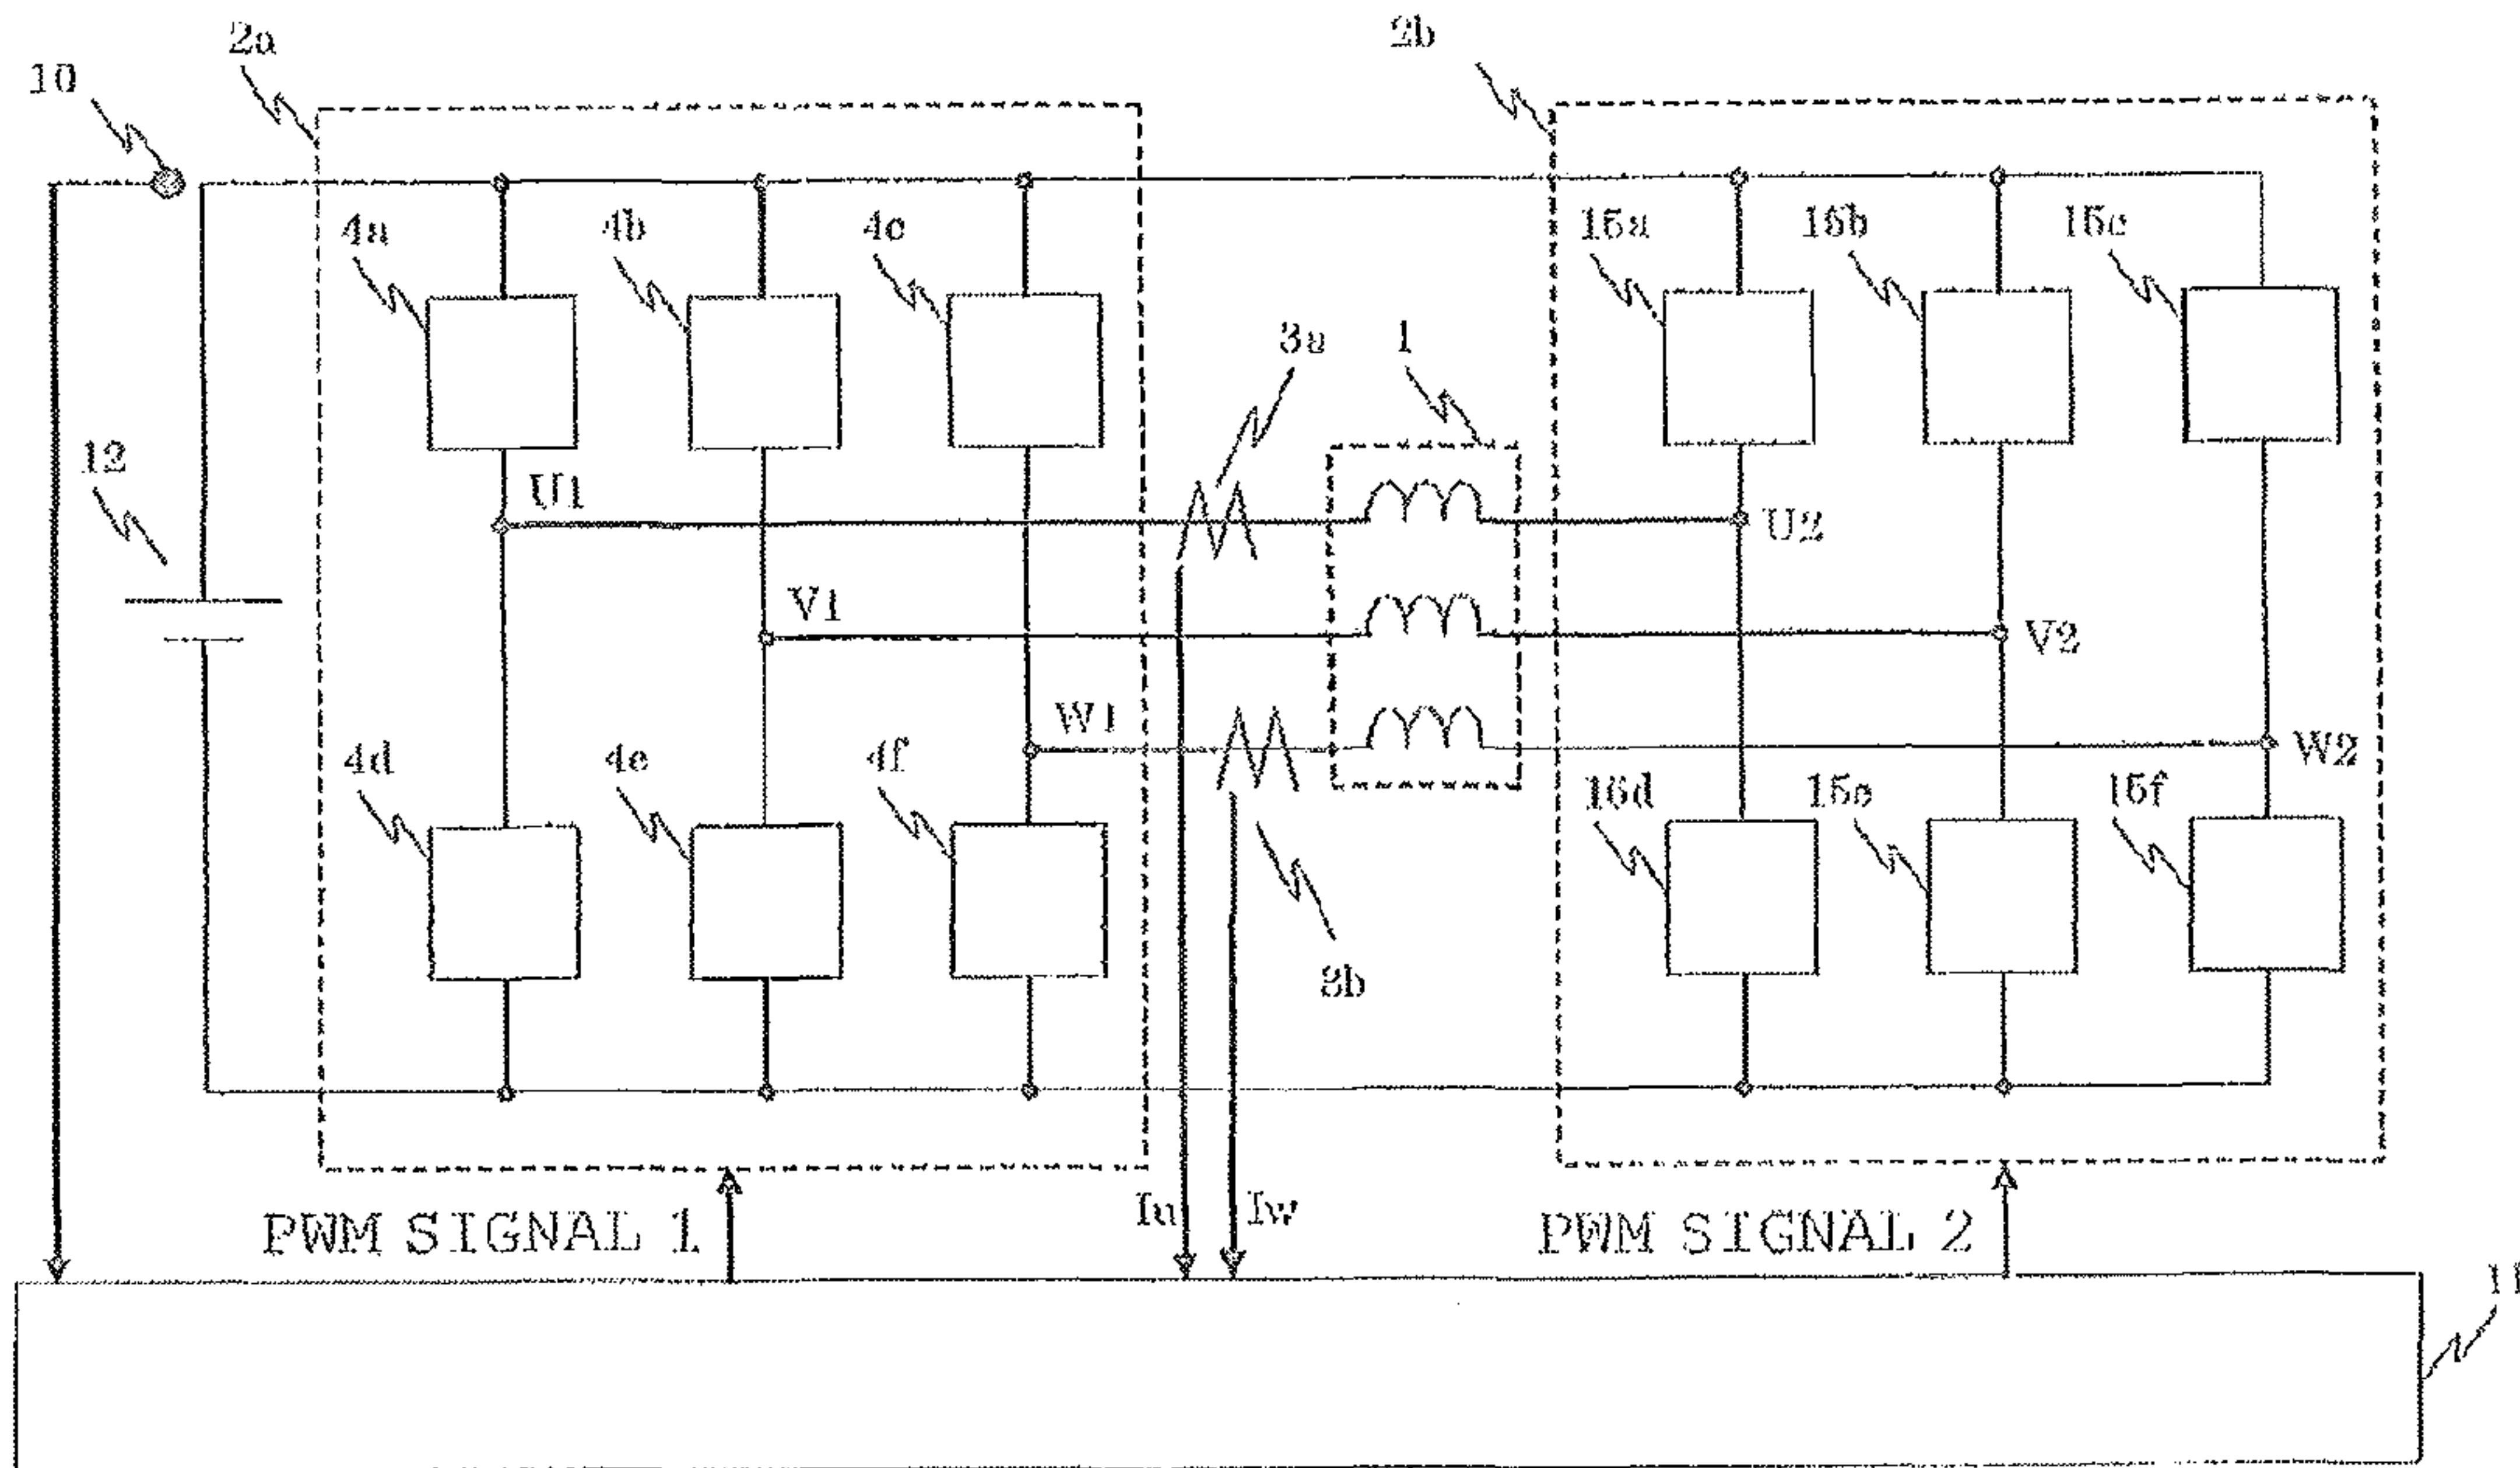 2a
2b
10
4a
4b
4c
15a
15b
15c
3a
1
12
U1
U2
V1
V2
W1
W2
4d
4e
4f
15d
15e
15f
3b
Iu
Iw
PWM SIGNAL 1
PWM SIGNAL 2
11